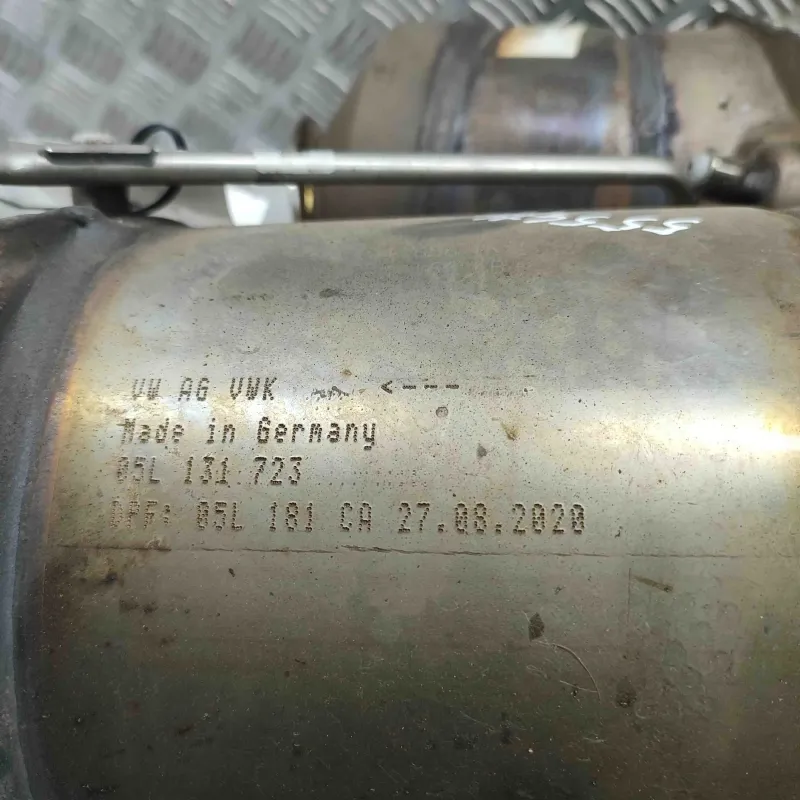 VW AG VWK <---
Made in Germany
05L 131 723
DPF: 05L 181 CA 27.08.2020